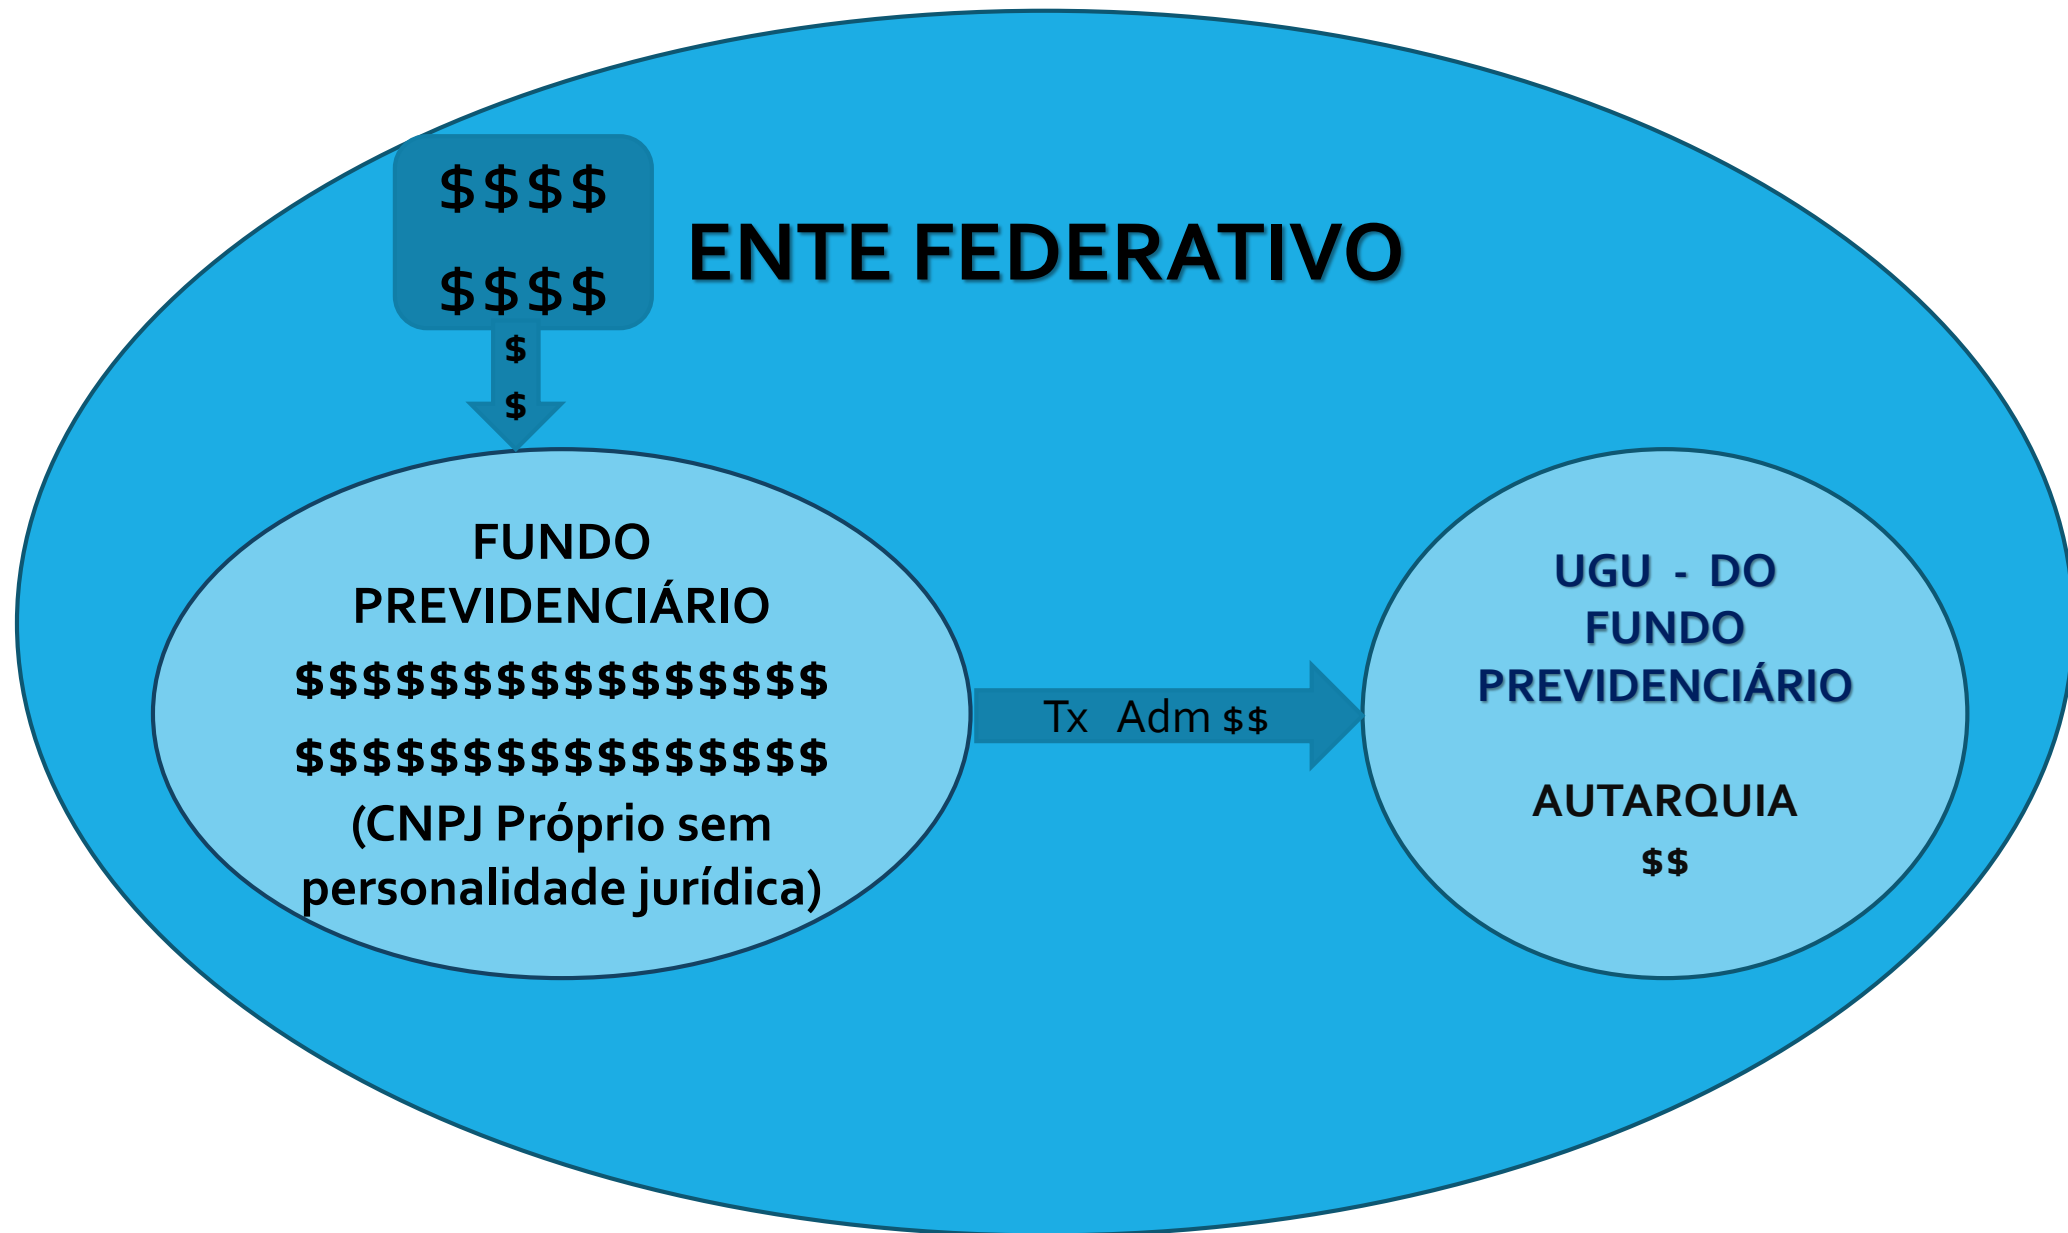 $$$$
$$$$
ENTE FEDERATIVO
$
$
FUNDO
PREVIDENCIÁRIO
$$$$$$$$$$$$$$$$
$$$$$$$$$$$$$$$$
(CNPJ Próprio sem
personalidade jurídica)
Tx Adm $$
UGU - DO
FUNDO
PREVIDENCIÁRIO
AUTARQUIA
$$